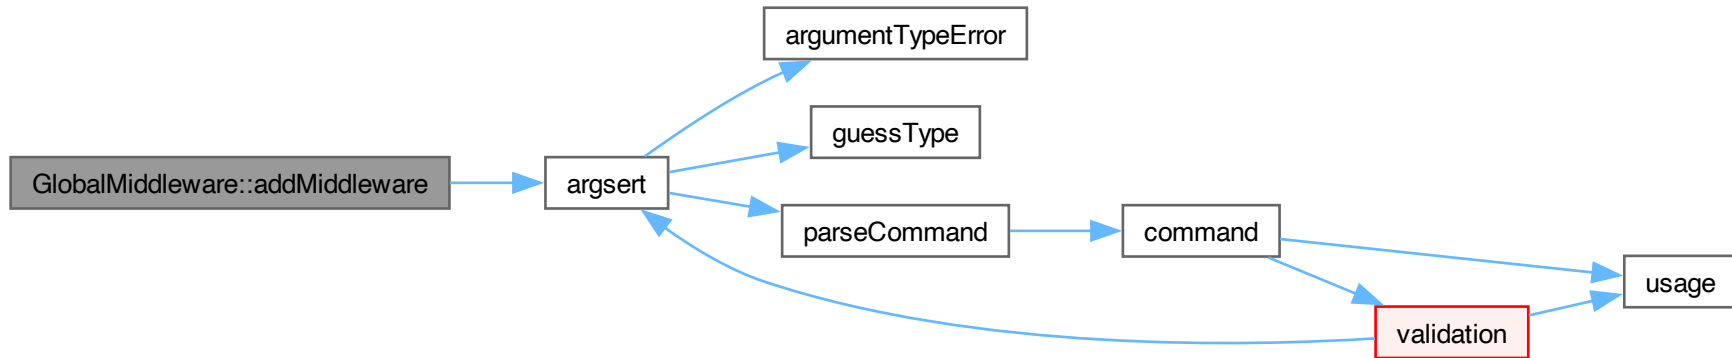 argumentTypeError
guessType
GlobalMiddleware::addMiddleware
argsert
parseCommand
command
usage
validation